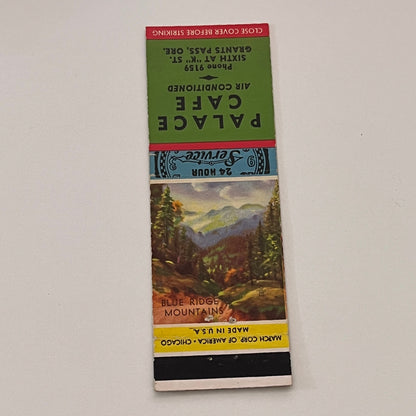 CLOSE COVER BEFORE STRIKING
PALACE
CAFE
AIR CONDITIONED
Phone 9159
SIXTH AT "K" ST.
GRANTS PASS, ORE.
24 HOUR
Service
BLUE RIDGE
MOUNTAINS
MATCH CORP. OF AMERICA • CHICAGO
MADE IN U.S.A.